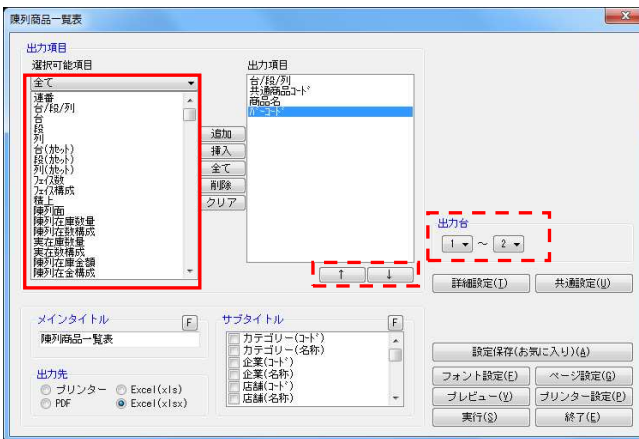 陳列商品一覧表
出力項目
選択可能項目
全て
連番
台/段/列
台
段
列
台(ｶｾｯﾄ)
段(ｶｾｯﾄ)
列(ｶｾｯﾄ)
ﾌｪｲｽ数
ﾌｪｲｽ構成
積上
陳列面
陳列在庫数量
陳列在数構成
実在庫数量
実在数構成
陳列在庫金額
陳列在金構成
追加
挿入
全て
削除
クリア
出力項目
台/段/列
共通商品ｺｰﾄﾞ
商品名
ﾊﾞｰｺｰﾄﾞ
↑ ↓
出力台
1 ～ 2
詳細設定(T) 共通設定(U)
メインタイトル F
陳列商品一覧表
出力先
プリンター Excel(xls)
PDF Excel(xlsx)
サブタイトル F
カテゴリー(ｺｰﾄﾞ)
カテゴリー(名称)
企業(ｺｰﾄﾞ)
企業(名称)
店舗(ｺｰﾄﾞ)
店舗(名称)
設定保存(お気に入り)(A)
フォント設定(F) ページ設定(G)
プレビュー(V) プリンター設定(P)
実行(S) 終了(E)